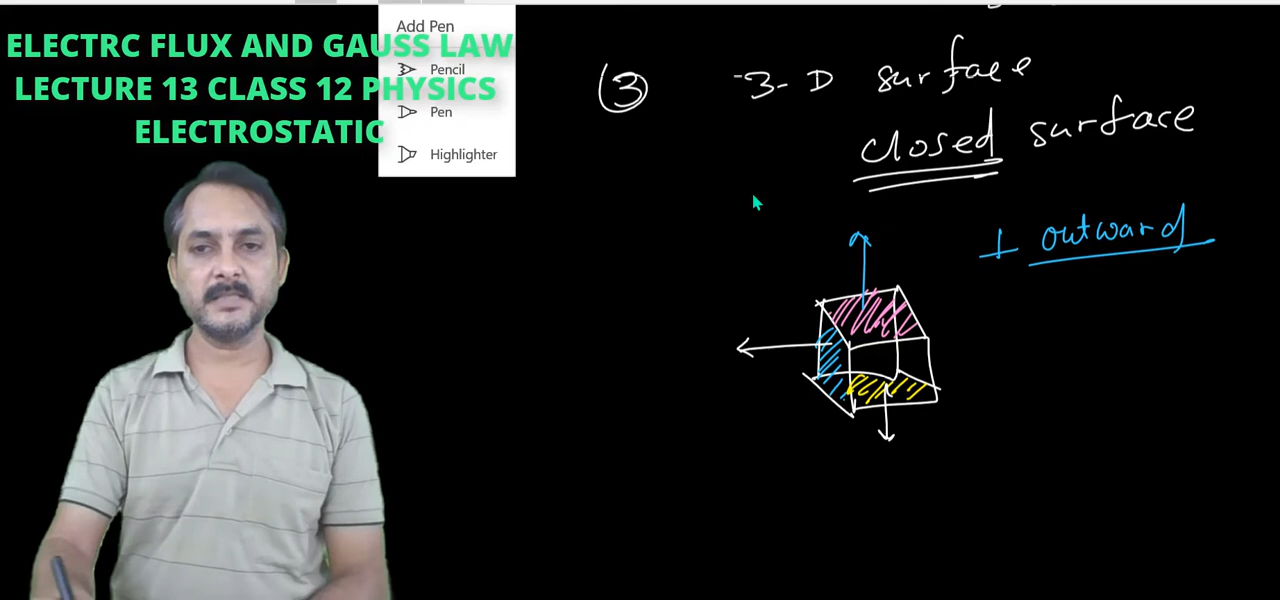 ELECTRC FLUX AND GAUSS LAW
LECTURE 13 CLASS 12 PHYSICS
ELECTROSTATIC
Add Pen
Pencil
Pen
Highlighter
(3) -3-D surface
closed surface
⊥ outward